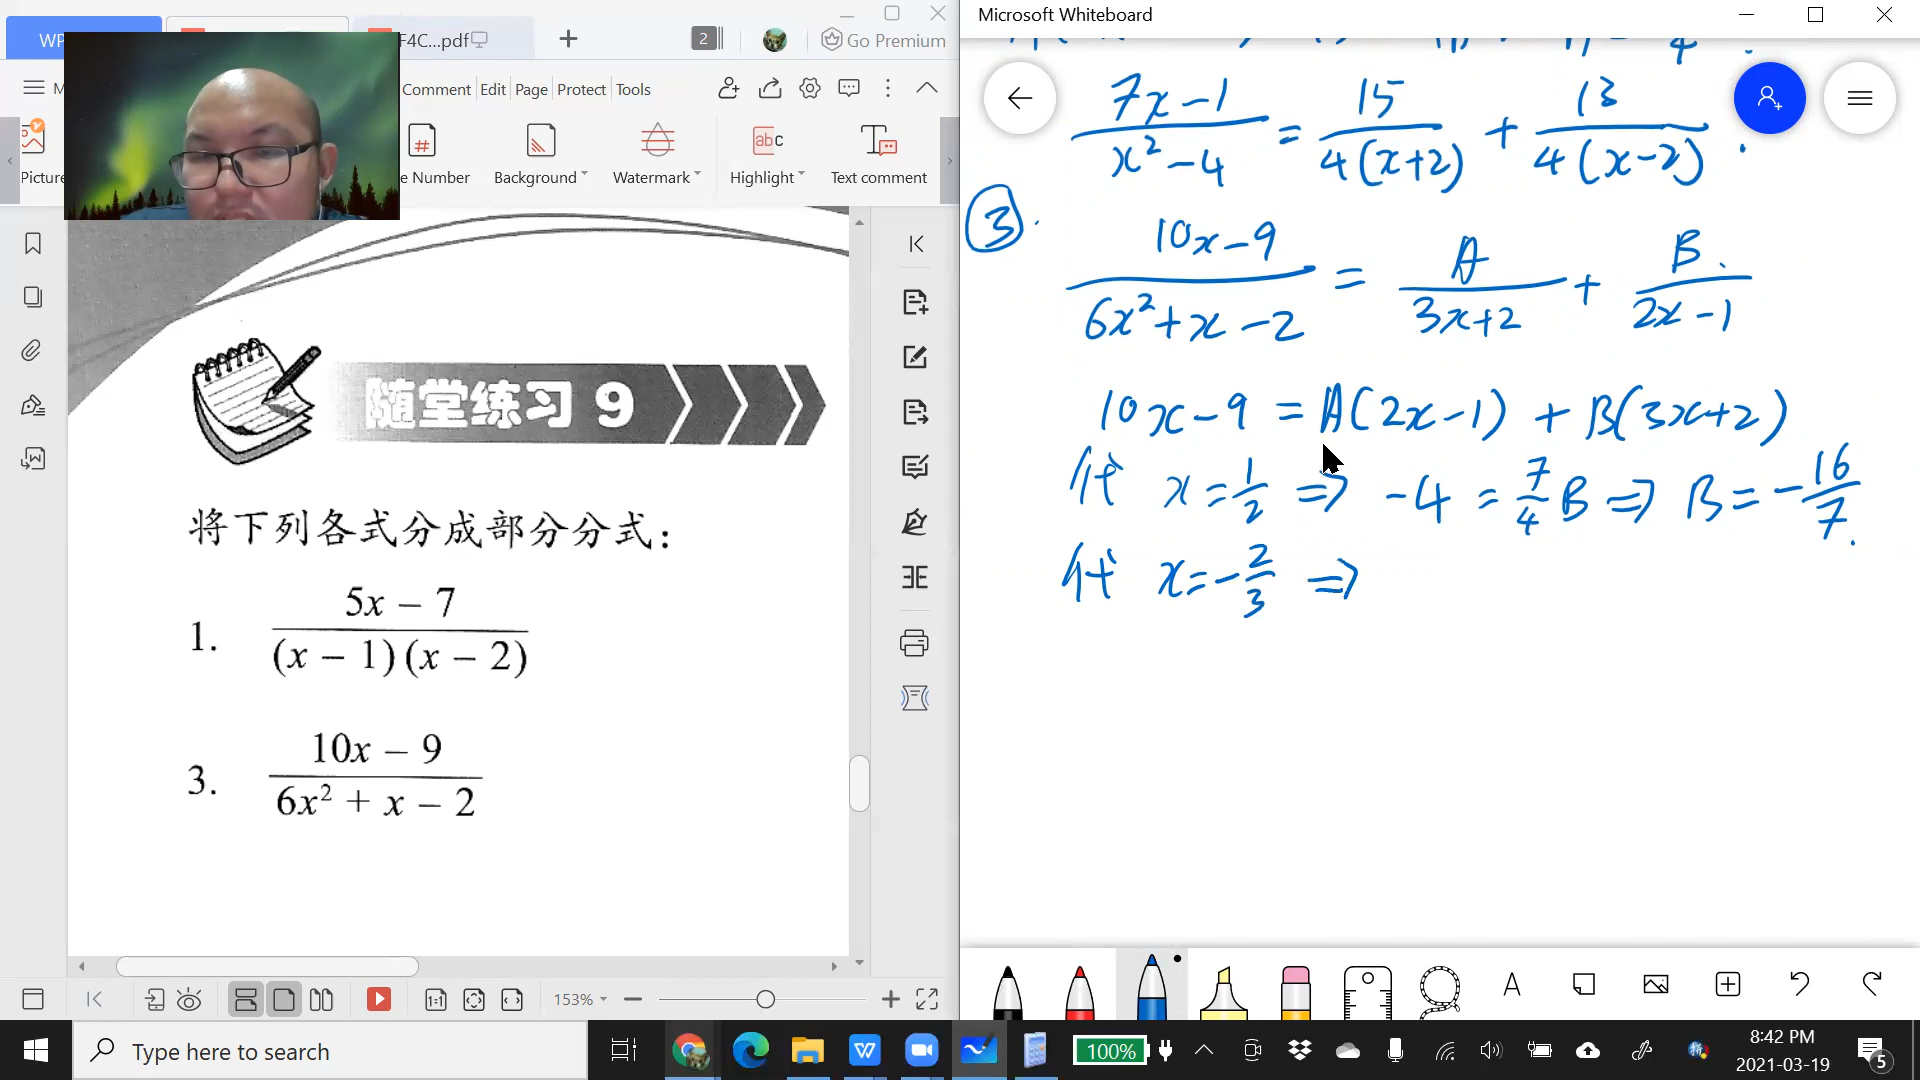 WP
F4C...pdf
2
Go Premium
Microsoft Whiteboard
Comment Edit Page Protect Tools
Picture
Number
Background
Watermark
Highlight
Text comment
随堂练习 9
将下列各式分成部分分式:
1. (5x − 7)/((x − 1)(x − 2))
3. (10x − 9)/(6x² + x − 2)
153%
(7x−1)/(x²−4) = 15/(4(x+2)) + 13/(4(x−2)).
③. (10x−9)/(6x²+x−2) = A/(3x+2) + B/(2x−1)
10x−9 = A(2x−1) + B(3x+2)
代 x=1/2 ⇒ −4 = 7/4 B ⇒ B = −16/7.
代 x=−2/3 ⇒
Type here to search
100%
8:42 PM
2021-03-19
5